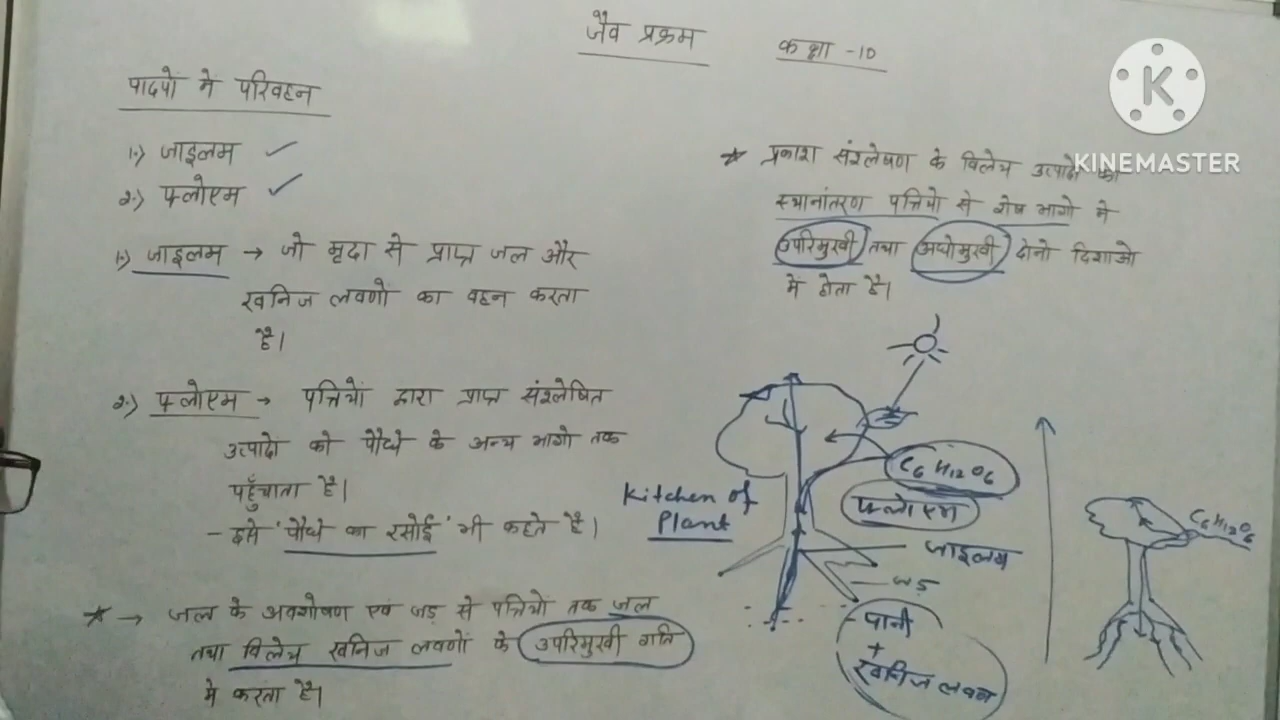 जैव प्रक्रम कक्षा -10
पादपों में परिवहन
1.) जाइलम ✓
2.) फ्लोएम ✓
1.) जाइलम → जो मृदा से प्राप्त जल और
खनिज लवणों का वहन करता
है।
2.) फ्लोएम → पत्तियों द्वारा प्राप्त संश्लेषित
उत्पादो को पौधे के अन्य भागो तक
पहुँचाता है।
- इसे 'पौधे का रसोई' भी कहते है।
Kitchen of
Plant
* → जल के अवशोषण एवं जड़ से पत्तियों तक जल
तथा विलेय खनिज लवणों के उपरिमुखी गति
मे करता है।
* प्रकाश संश्लेषण के विलेय उत्पादो का
स्थानांतरण पत्तियो से शेष भागो मे
उपरिमुखी तथा अधोमुखी दोनो दिशाओ
मे होता है।
C6H12O6
फ्लोएम
जाइलम
जड़
पानी
+
खनिज लवन
C6H12O6
K
KINEMASTER